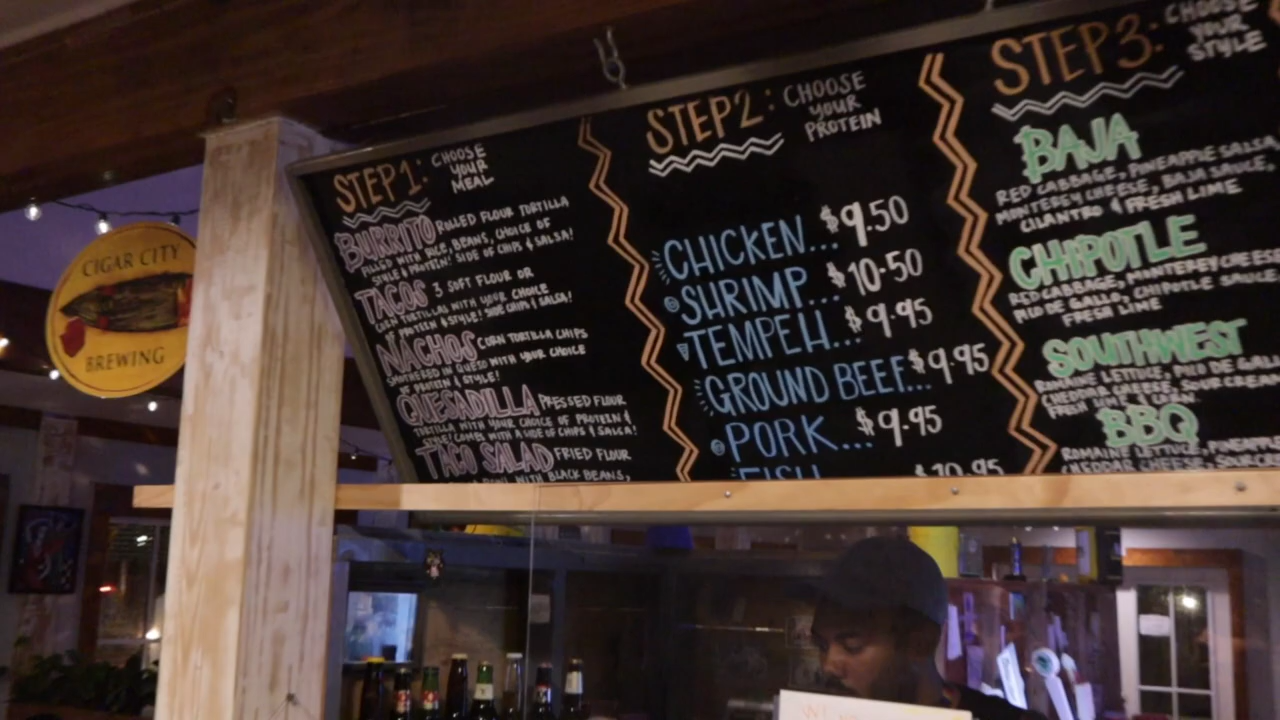 CIGAR CITY
BREWING
STEP 1: CHOOSE
YOUR
MEAL
BURRITO ROLLED FLOUR TORTILLA
FILLED WITH RICE, BEANS, CHOICE OF
STYLE & PROTEIN! SIDE OF CHIPS & SALSA!
TACOS 3 SOFT FLOUR OR
CORN TORTILLAS WITH YOUR CHOICE
OF PROTEIN & STYLE! SIDE CHIPS & SALSA!
NACHOS CORN TORTILLA CHIPS
SMOTHERED IN QUESO WITH YOUR CHOICE
OF PROTEIN & STYLE!
QUESADILLA PRESSED FLOUR
TORTILLA WITH YOUR CHOICE OF PROTEIN &
STYLE! COMES WITH A SIDE OF CHIPS & SALSA!
TACO SALAD FRIED FLOUR
BOWL WITH BLACK BEANS,
STEP 2: CHOOSE
YOUR
PROTEIN
CHICKEN... $9.50
SHRIMP... $10.50
TEMPEH... $9.95
GROUND BEEF... $9.95
PORK... $9.95
FISH $10.95
STEP 3: CHOOSE
YOUR
STYLE
BAJA
RED CABBAGE, PINEAPPLE SALSA,
MONTEREY CHEESE, BAJA SAUCE,
CILANTRO & FRESH LIME
CHIPOTLE
RED CABBAGE, MONTEREY CHEESE
PICO DE GALLO, CHIPOTLE SAUCE
FRESH LIME
SOUTHWEST
ROMAINE LETTUCE, PICO DE GALLO
CHEDDAR CHEESE, SOUR CREAM
FRESH LIME & CORN.
BBQ
ROMAINE LETTUCE, PINEAPPLE
CHEDDAR CHEESE, SOUR CREAM